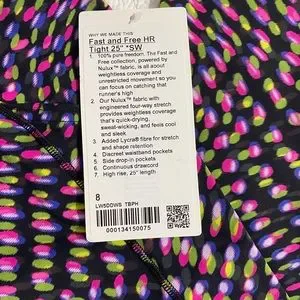 WHY WE MADE THIS
Fast and Free HR
Tight 25" *SW
1. 100% pure freedom. The Fast and
Free collection, powered by
Nulux™ fabric, is all about
weightless coverage and
unrestricted movement so you
can focus on catching that
runner's high
2. Our Nulux™ fabric with
engineered four-way stretch
provides weightless coverage
that's quick-drying,
sweat-wicking, and feels cool
and sleek
3. Added Lycra® fibre for stretch
and shape retention
4. Discreet waistband pockets
5. Side drop-in pockets
6. Continuous drawcord
7. High rise, 25" length
8
LW5DDWS TBPH
000134150075